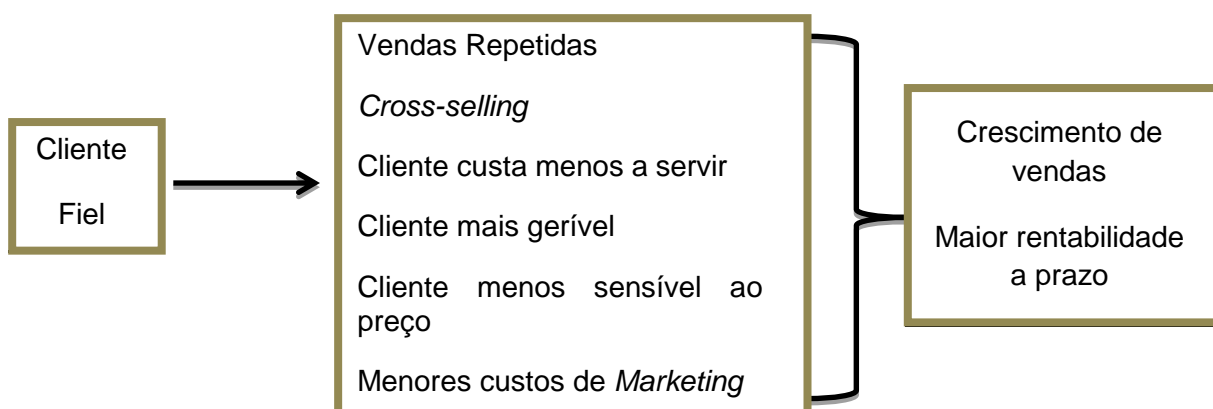 Cliente
Fiel
Vendas Repetidas
Cross-selling
Cliente custa menos a servir
Cliente mais gerível
Cliente menos sensível ao
preço
Menores custos de Marketing
Crescimento de
vendas
Maior rentabilidade
a prazo